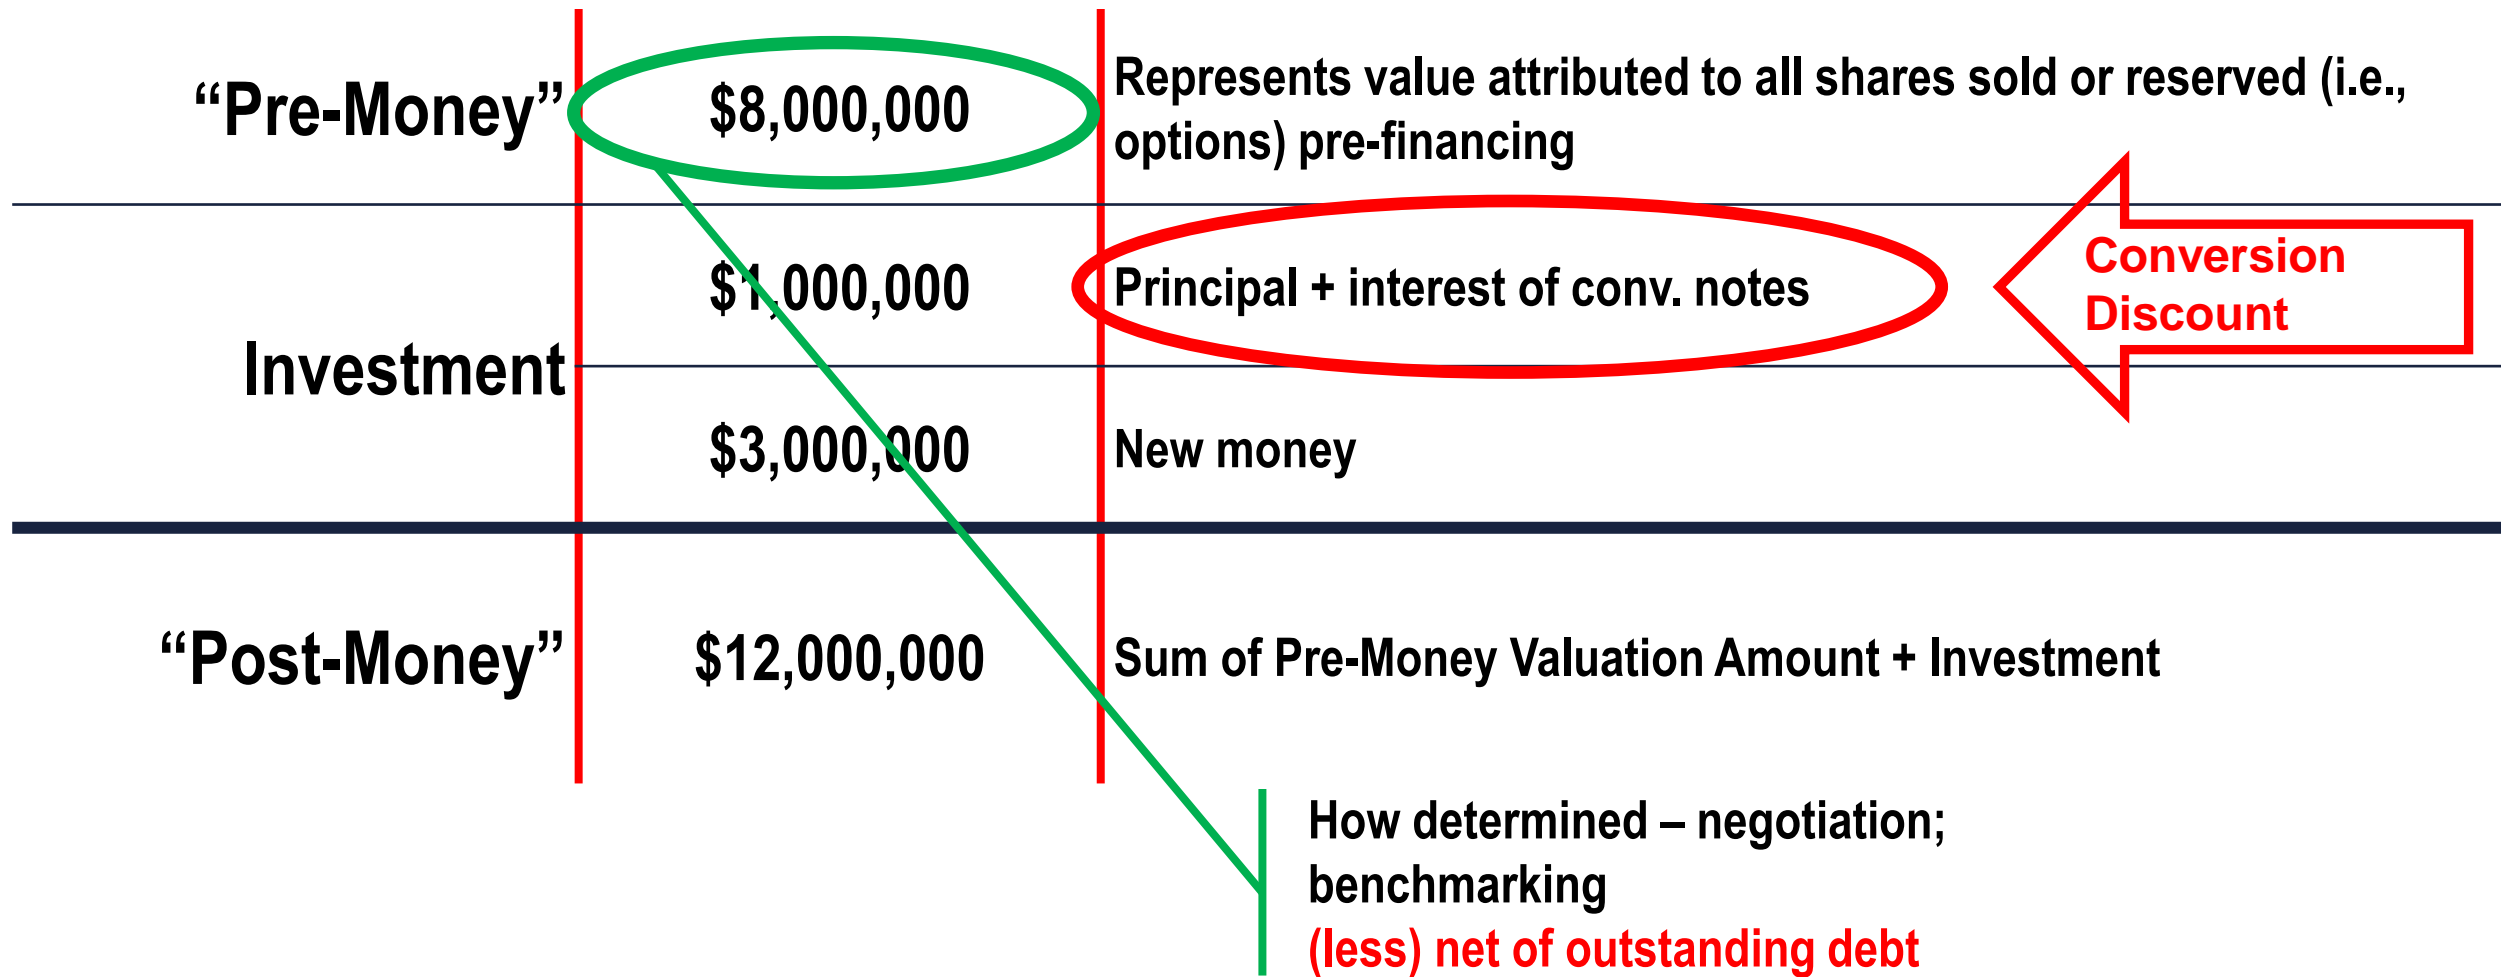 “Pre-Money”
$8,000,000
Represents value attributed to all shares sold or reserved (i.e.,
options) pre-financing
Investment
$1,000,000
Principal + interest of conv. notes
Conversion
Discount
$3,000,000
New money
“Post-Money”
$12,000,000
Sum of Pre-Money Valuation Amount + Investment
How determined – negotiation;
benchmarking
(less) net of outstanding debt